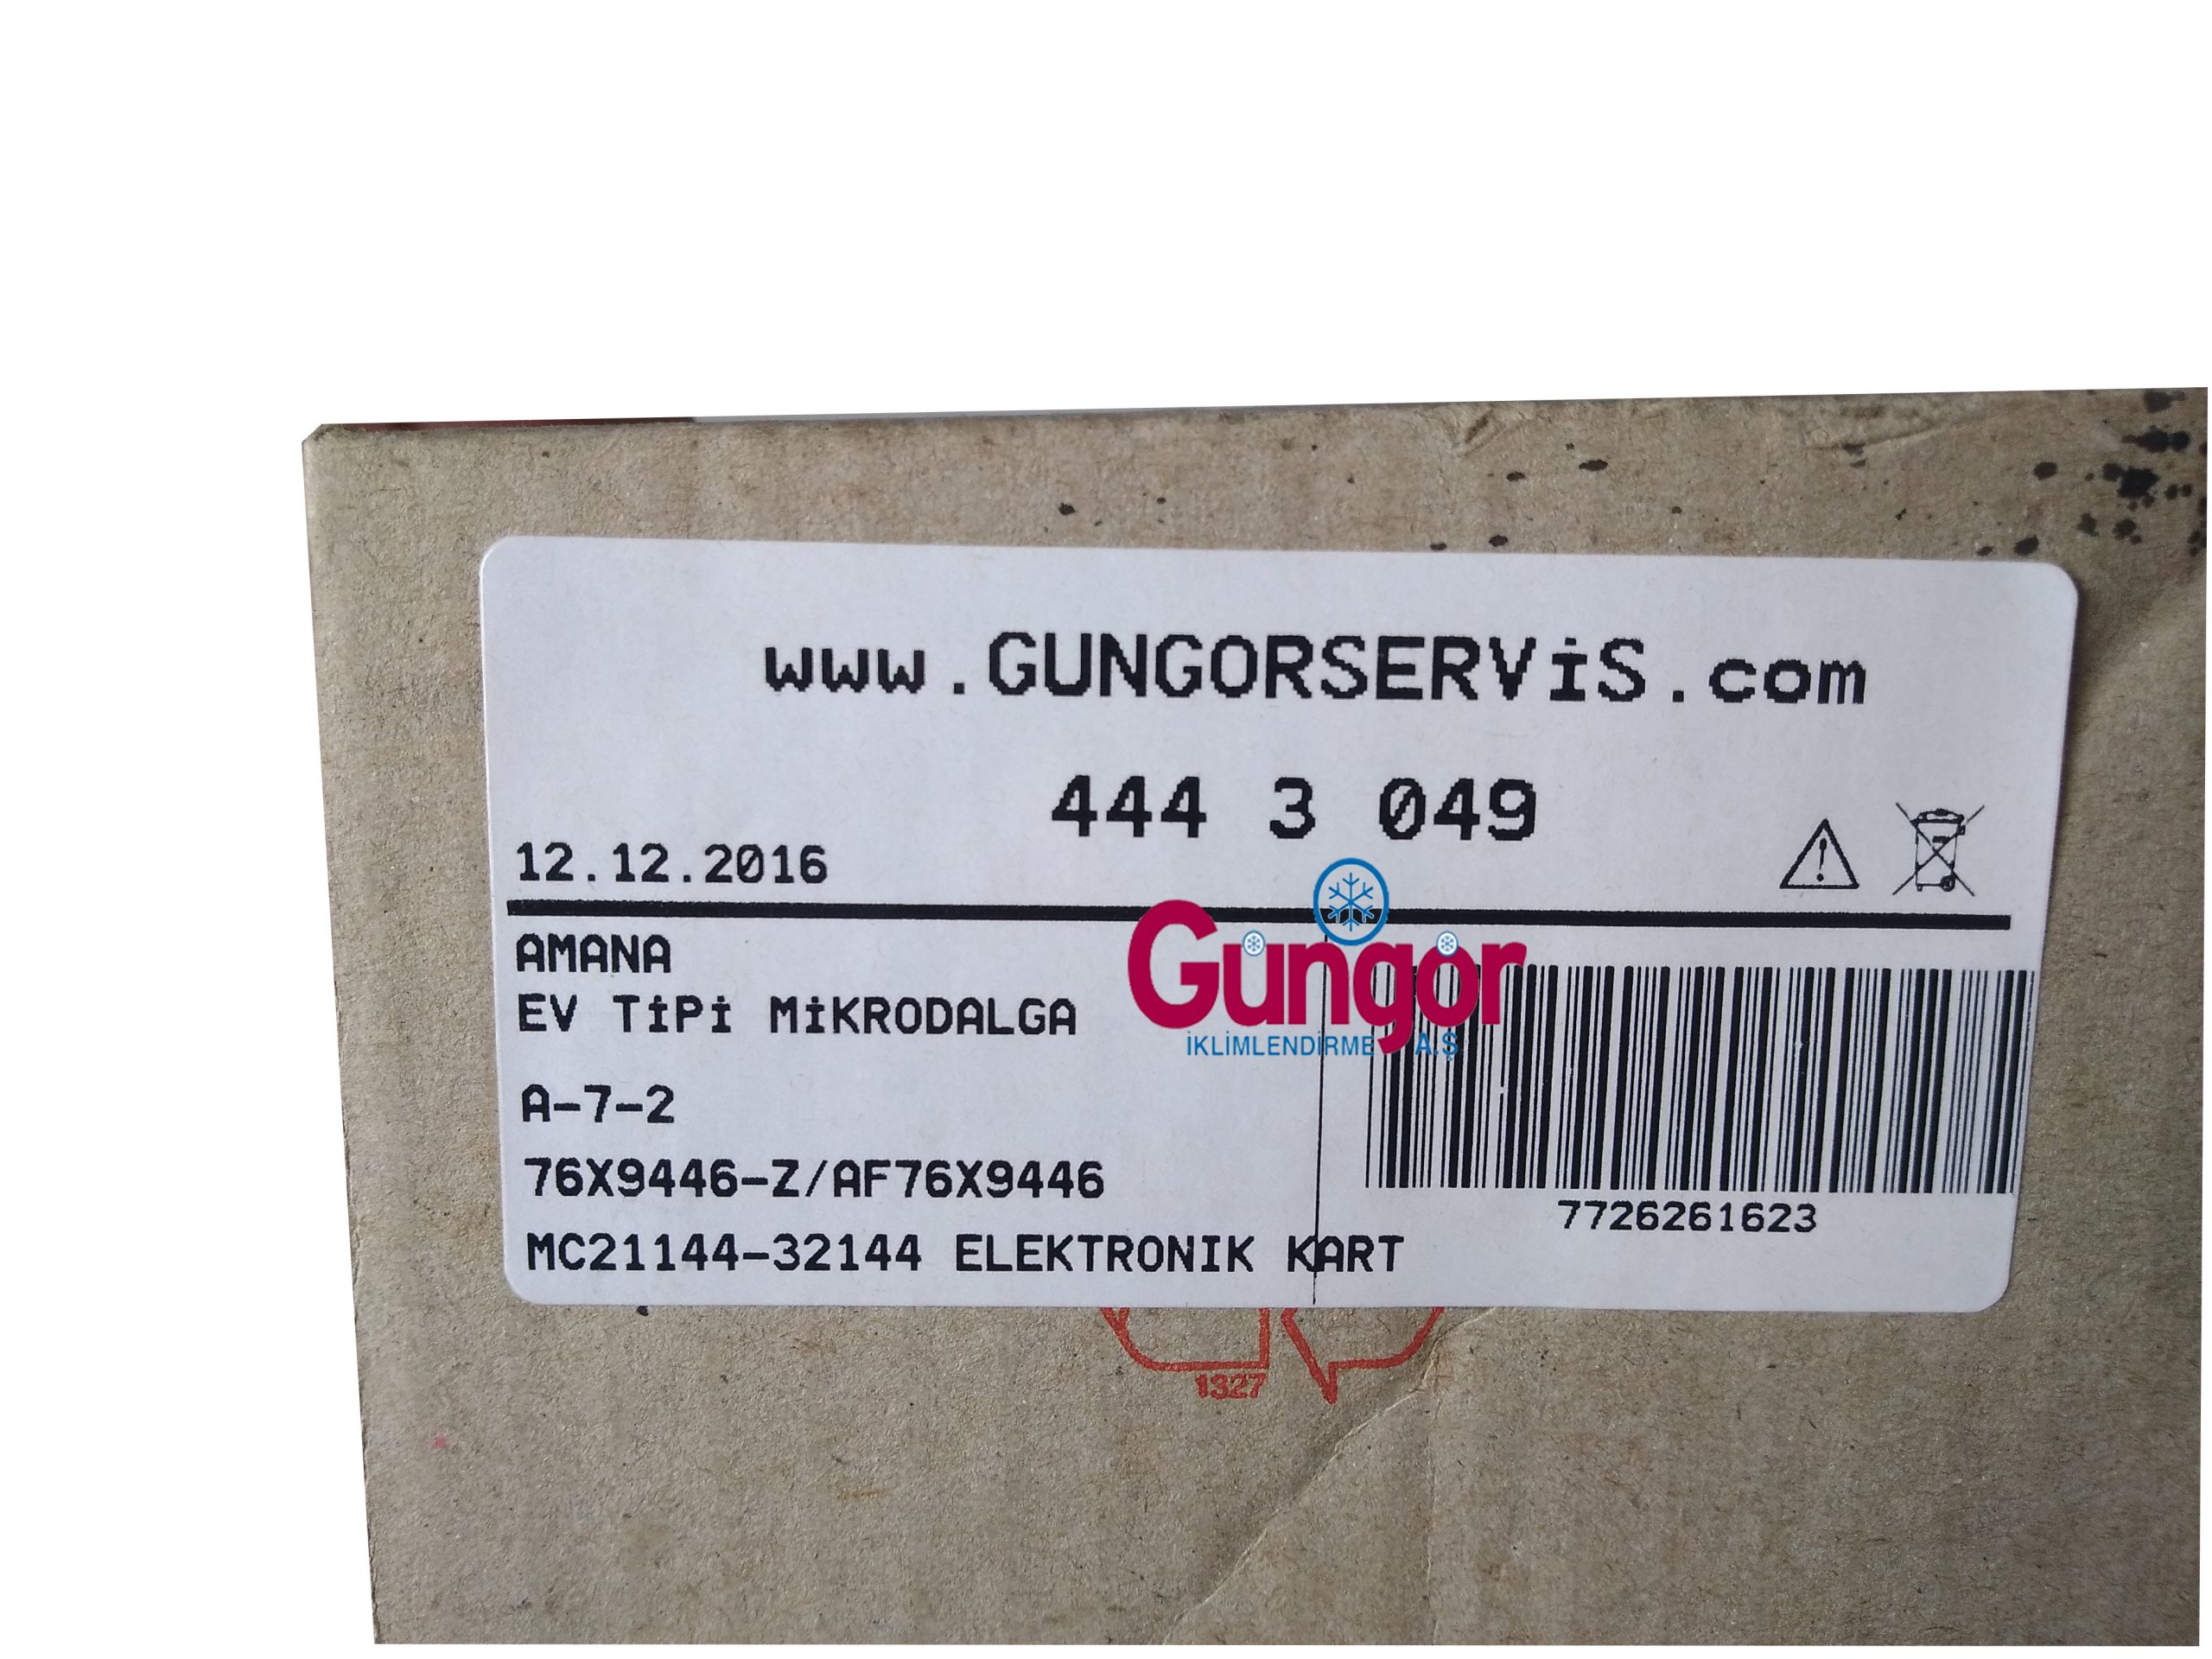 www.GUNGORSERViS.com
444 3 049
12.12.2016
AMANA
EV TiPi MiKRODALGA
Güngör
İKLİMLENDİRME A.Ş
A-7-2
76X9446-Z/AF76X9446
7726261623
MC21144-32144 ELEKTRONIK KART
1327